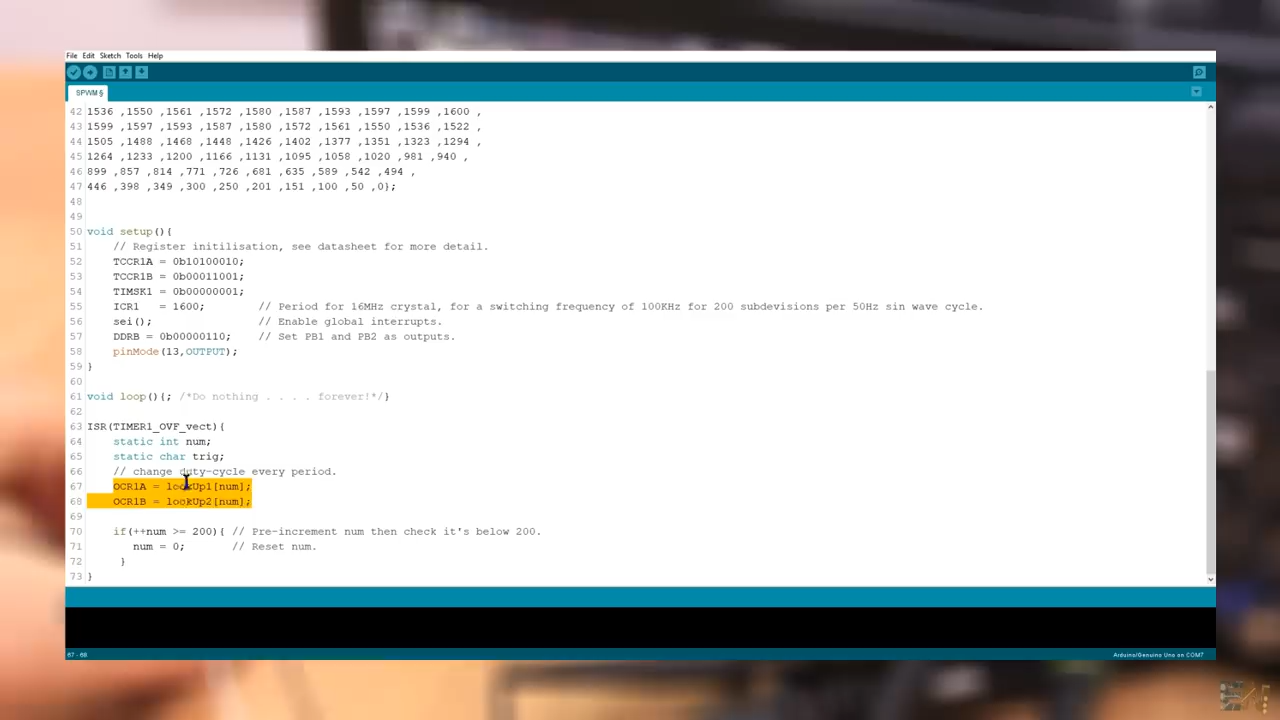 File Edit Sketch Tools Help
SPWM §
42 1536 ,1550 ,1561 ,1572 ,1580 ,1587 ,1593 ,1597 ,1599 ,1600 ,
43 1599 ,1597 ,1593 ,1587 ,1580 ,1572 ,1561 ,1550 ,1536 ,1522 ,
44 1505 ,1488 ,1468 ,1448 ,1426 ,1402 ,1377 ,1351 ,1323 ,1294 ,
45 1264 ,1233 ,1200 ,1166 ,1131 ,1095 ,1058 ,1020 ,981 ,940 ,
46 899 ,857 ,814 ,771 ,726 ,681 ,635 ,589 ,542 ,494 ,
47 446 ,398 ,349 ,300 ,250 ,201 ,151 ,100 ,50 ,0};
48
49
50 void setup(){
51 // Register initilisation, see datasheet for more detail.
52 TCCR1A = 0b10100010;
53 TCCR1B = 0b00011001;
54 TIMSK1 = 0b00000001;
55 ICR1 = 1600; // Period for 16MHz crystal, for a switching frequency of 100KHz for 200 subdevisions per 50Hz sin wave cycle.
56 sei(); // Enable global interrupts.
57 DDRB = 0b00000110; // Set PB1 and PB2 as outputs.
58 pinMode(13,OUTPUT);
59 }
60
61 void loop(){; /*Do nothing . . . . forever!*/}
62
63 ISR(TIMER1_OVF_vect){
64 static int num;
65 static char trig;
66 // change duty-cycle every period.
67 OCR1A = lookUp1[num];
68 OCR1B = lookUp2[num];
69
70 if(++num >= 200){ // Pre-increment num then check it's below 200.
71 num = 0; // Reset num.
72 }
73 }
67 - 68 Arduino/Genuino Uno on COM7